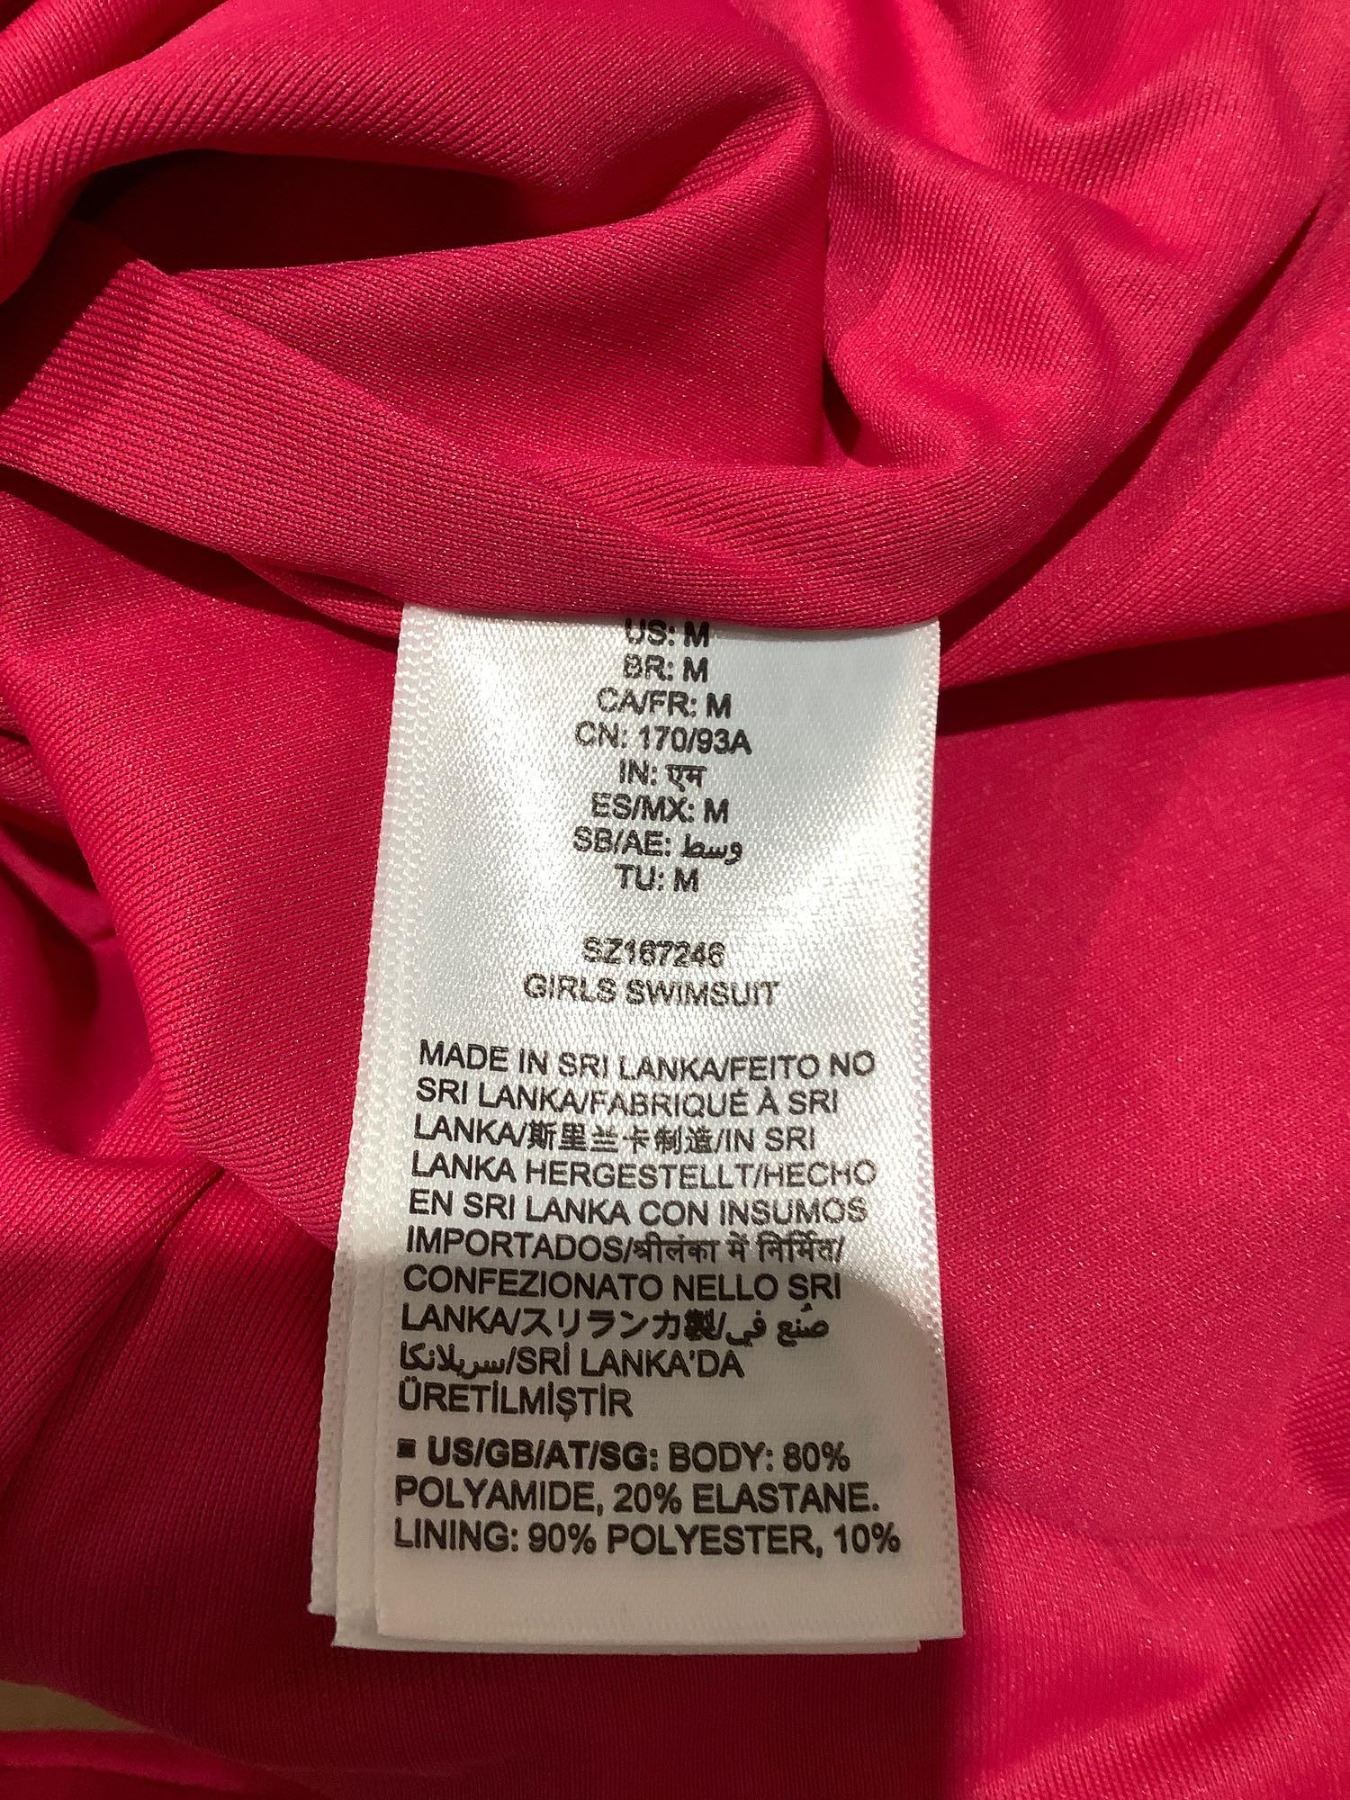 US: M
BR: M
CA/FR: M
CN: 170/93A
IN: एम
ES/MX: M
SB/AE: وسط
TU: M
SZ167246
GIRLS SWIMSUIT
MADE IN SRI LANKA/FEITO NO
SRI LANKA/FABRIQUÉ À SRI
LANKA/斯里兰卡制造/IN SRI
LANKA HERGESTELLT/HECHO
EN SRI LANKA CON INSUMOS
IMPORTADOS/श्रीलंका में निर्मित/
CONFEZIONATO NELLO SRI
LANKA/スリランカ製/صُنع في
سريلانكا/SRİ LANKA'DA
ÜRETİLMİŞTİR
■ US/GB/AT/SG: BODY: 80%
POLYAMIDE, 20% ELASTANE.
LINING: 90% POLYESTER, 10%